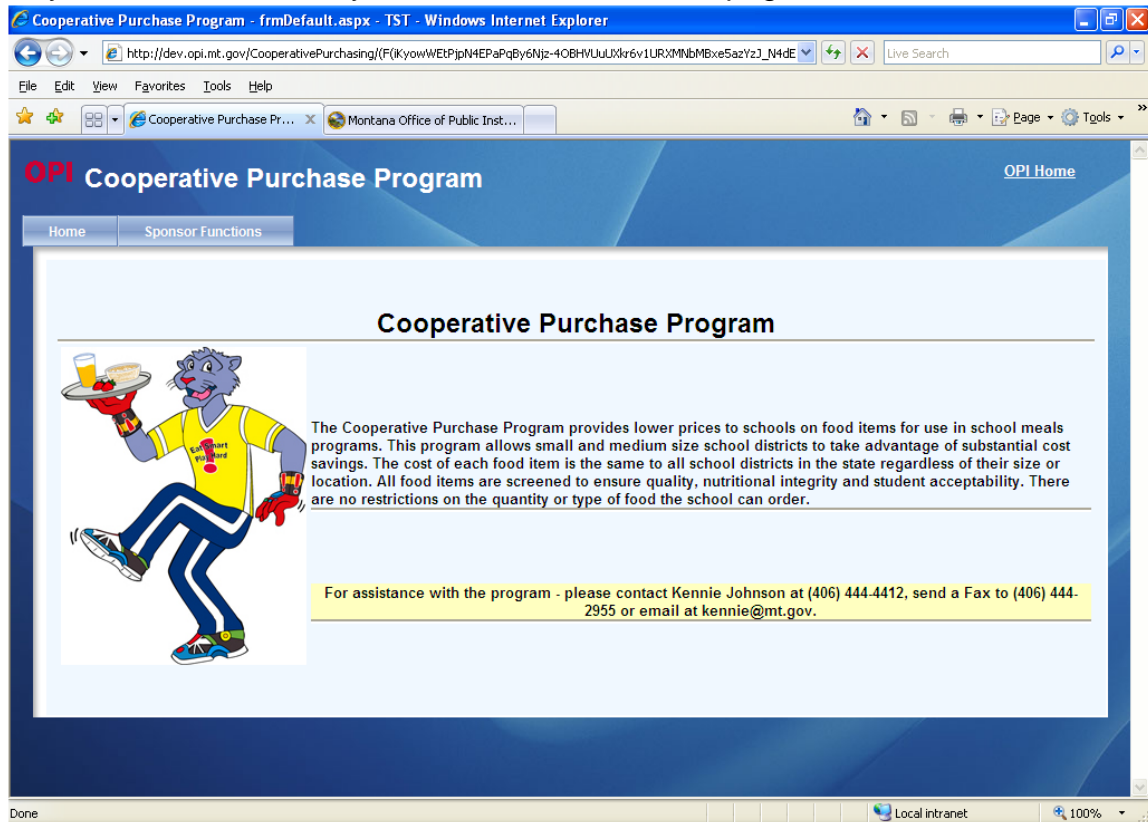 Cooperative Purchase Program - frmDefault.aspx - TST - Windows Internet Explorer
http://dev.opi.mt.gov/CooperativePurchasing/(F(iKyowWEtPjpN4EPaPqBy6Njz-4OBHVUuUXkr6v1URXMNbMBxe5azYzJ_N4dE
Live Search
File Edit View Favorites Tools Help
Cooperative Purchase Pr... Montana Office of Public Inst... Page Tools
OPI Cooperative Purchase Program
OPI Home
Home Sponsor Functions
Cooperative Purchase Program
Eat Smart
Play Hard
The Cooperative Purchase Program provides lower prices to schools on food items for use in school meals
programs. This program allows small and medium size school districts to take advantage of substantial cost
savings. The cost of each food item is the same to all school districts in the state regardless of their size or
location. All food items are screened to ensure quality, nutritional integrity and student acceptability. There
are no restrictions on the quantity or type of food the school can order.
For assistance with the program - please contact Kennie Johnson at (406) 444-4412, send a Fax to (406) 444-
2955 or email at kennie@mt.gov.
Done Local intranet 100%